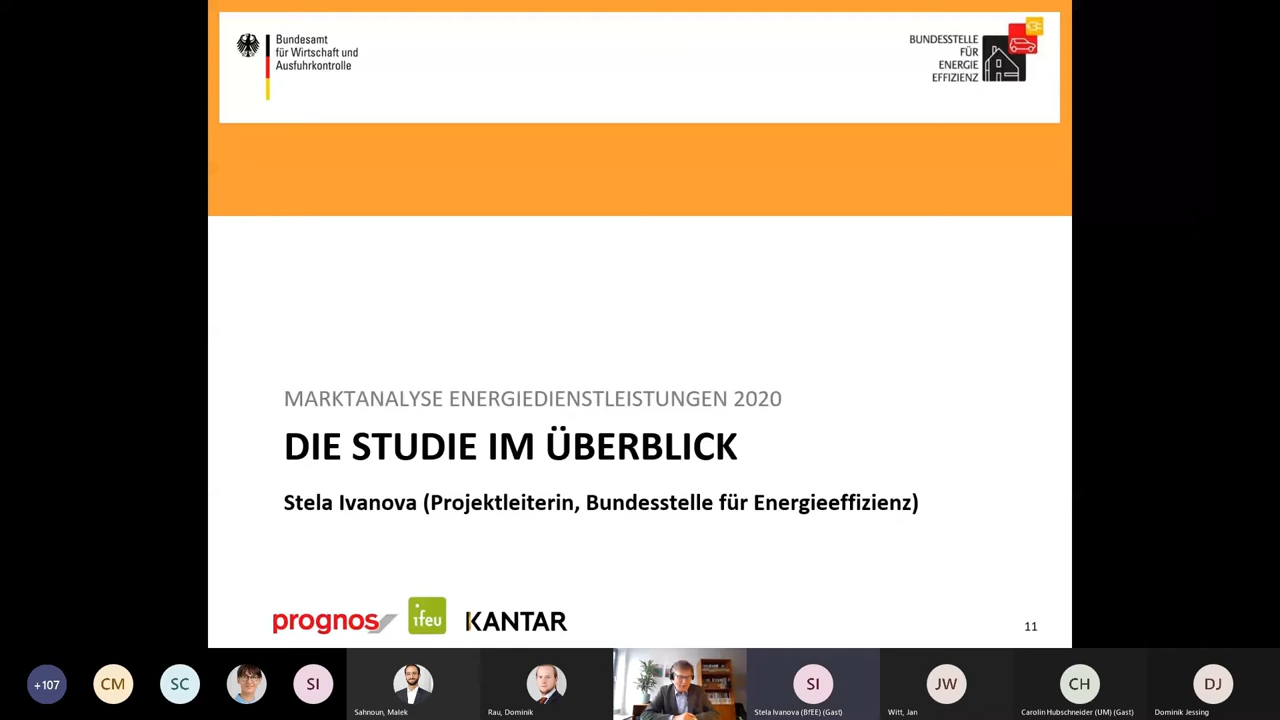 Bundesamt
für Wirtschaft und
Ausfuhrkontrolle
BUNDESSTELLE
FÜR
ENERGIE
EFFIZIENZ
MARKTANALYSE ENERGIEDIENSTLEISTUNGEN 2020
DIE STUDIE IM ÜBERBLICK
Stela Ivanova (Projektleiterin, Bundesstelle für Energieeffizienz)
prognos
ifeu
KANTAR
11
+107
CM
SC
SI
Sahnoun, Malek
Rau, Dominik
SI
Stela Ivanova (BfEE) (Gast)
JW
Witt, Jan
CH
Carolin Hubschneider (UM) (Gast)
DJ
Dominik Jessing